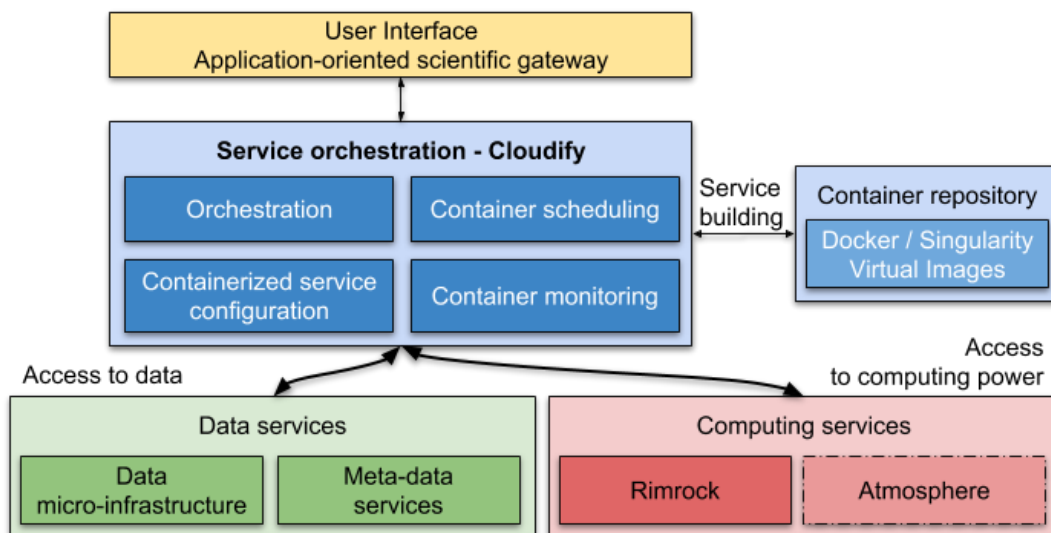 User Interface
Application-oriented scientific gateway
Service orchestration - Cloudify
Orchestration
Container scheduling
Containerized service
configuration
Container monitoring
Service
building
Container repository
Docker / Singularity
Virtual Images
Access to data
Access
to computing power
Data services
Data
micro-infrastructure
Meta-data
services
Computing services
Rimrock
Atmosphere